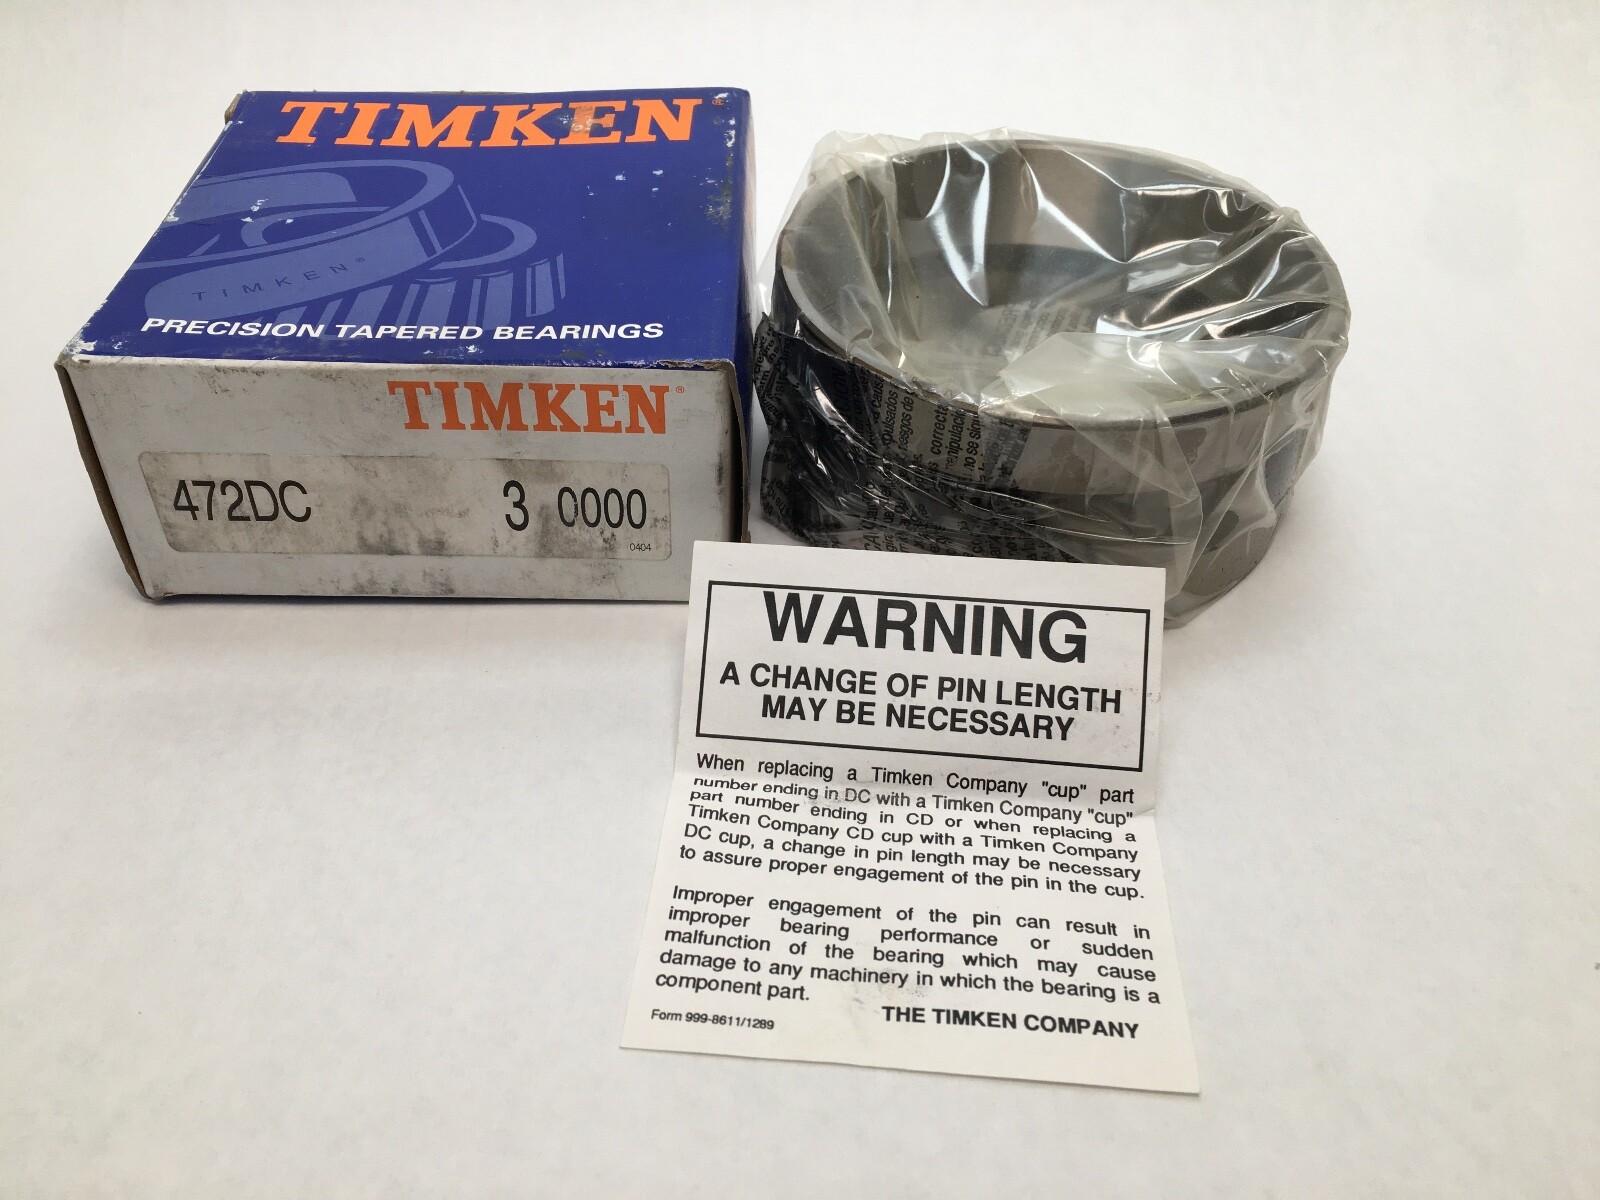 TIMKEN®
TIMKEN®
PRECISION TAPERED BEARINGS
TIMKEN®
472DC 3 0000
0404
WARNING
A CHANGE OF PIN LENGTH
MAY BE NECESSARY
When replacing a Timken Company "cup" part
number ending in DC with a Timken Company "cup"
part number ending in CD or when replacing a
Timken Company CD cup with a Timken Company
DC cup, a change in pin length may be necessary
to assure proper engagement of the pin in the cup.
Improper engagement of the pin can result in
improper bearing performance or sudden
malfunction of the bearing which may cause
damage to any machinery in which the bearing is a
component part.
Form 999-8611/1289
THE TIMKEN COMPANY